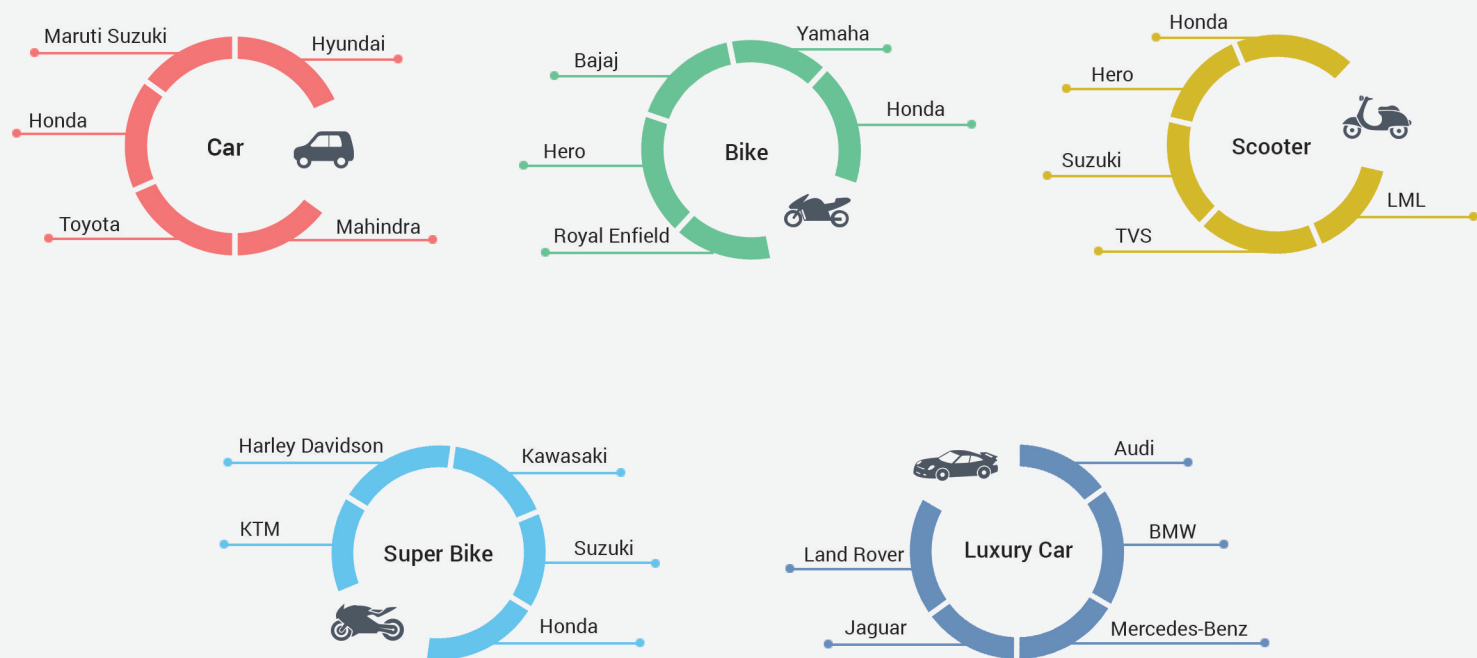 Maruti Suzuki
Hyundai
Honda
Car
Toyota
Mahindra
Yamaha
Bajaj
Honda
Hero
Bike
Royal Enfield
Honda
Hero
Suzuki
Scooter
LML
TVS
Harley Davidson
Kawasaki
KTM
Suzuki
Super Bike
Honda
Audi
BMW
Land Rover
Luxury Car
Jaguar
Mercedes-Benz